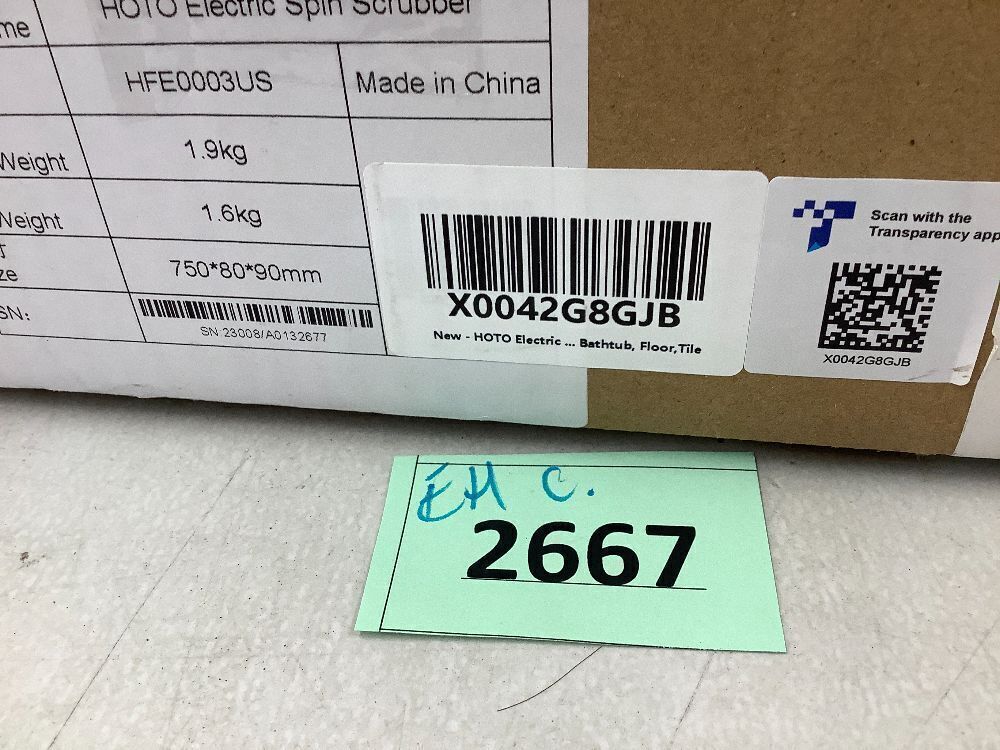 me
HOTO Electric Spin Scrubber
HFE0003US
Made in China
Weight
1.9kg
Weight
1.6kg
ze
750*80*90mm
SN:
SN:23008/A0132677
X0042G8GJB
New - HOTO Electric ... Bathtub, Floor,Tile
Scan with the
Transparency app
X0042G8GJB
EH C.
2667